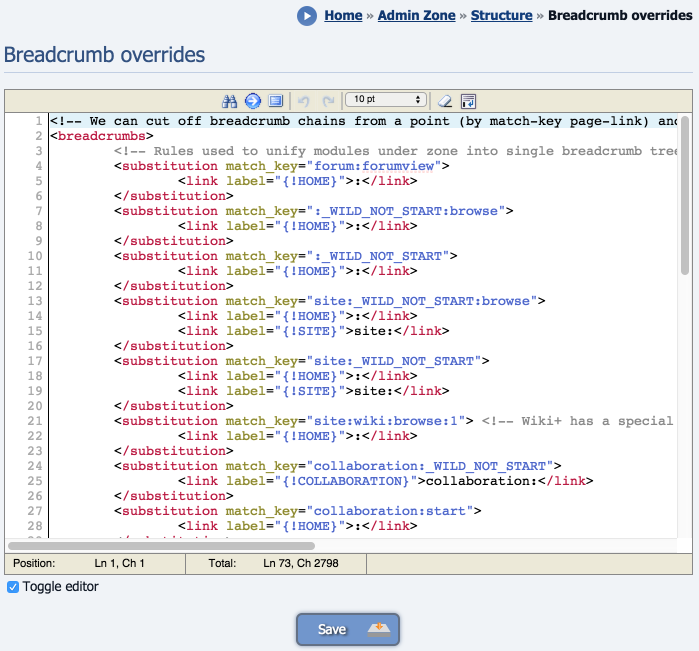 Home » Admin Zone » Structure » Breadcrumb overrides
Breadcrumb overrides
10 pt
1 <!-- We can cut off breadcrumb chains from a point (by match-key page-link) and
2 <breadcrumbs>
3 <!-- Rules used to unify modules under zone into single breadcrumb tree
4 <substitution match_key="forum:forumview">
5 <link label="{!HOME}">:</link>
6 </substitution>
7 <substitution match_key=":_WILD_NOT_START:browse">
8 <link label="{!HOME}">:</link>
9 </substitution>
10 <substitution match_key=":_WILD_NOT_START">
11 <link label="{!HOME}">:</link>
12 </substitution>
13 <substitution match_key="site:_WILD_NOT_START:browse">
14 <link label="{!HOME}">:</link>
15 <link label="{!SITE}">site:</link>
16 </substitution>
17 <substitution match_key="site:_WILD_NOT_START">
18 <link label="{!HOME}">:</link>
19 <link label="{!SITE}">site:</link>
20 </substitution>
21 <substitution match_key="site:wiki:browse:1"> <!-- Wiki+ has a special
22 <link label="{!HOME}">:</link>
23 </substitution>
24 <substitution match_key="collaboration:_WILD_NOT_START">
25 <link label="{!COLLABORATION}">collaboration:</link>
26 </substitution>
27 <substitution match_key="collaboration:start">
28 <link label="{!HOME}">:</link>
Position: Ln 1, Ch 1 Total: Ln 73, Ch 2798
Toggle editor
Save